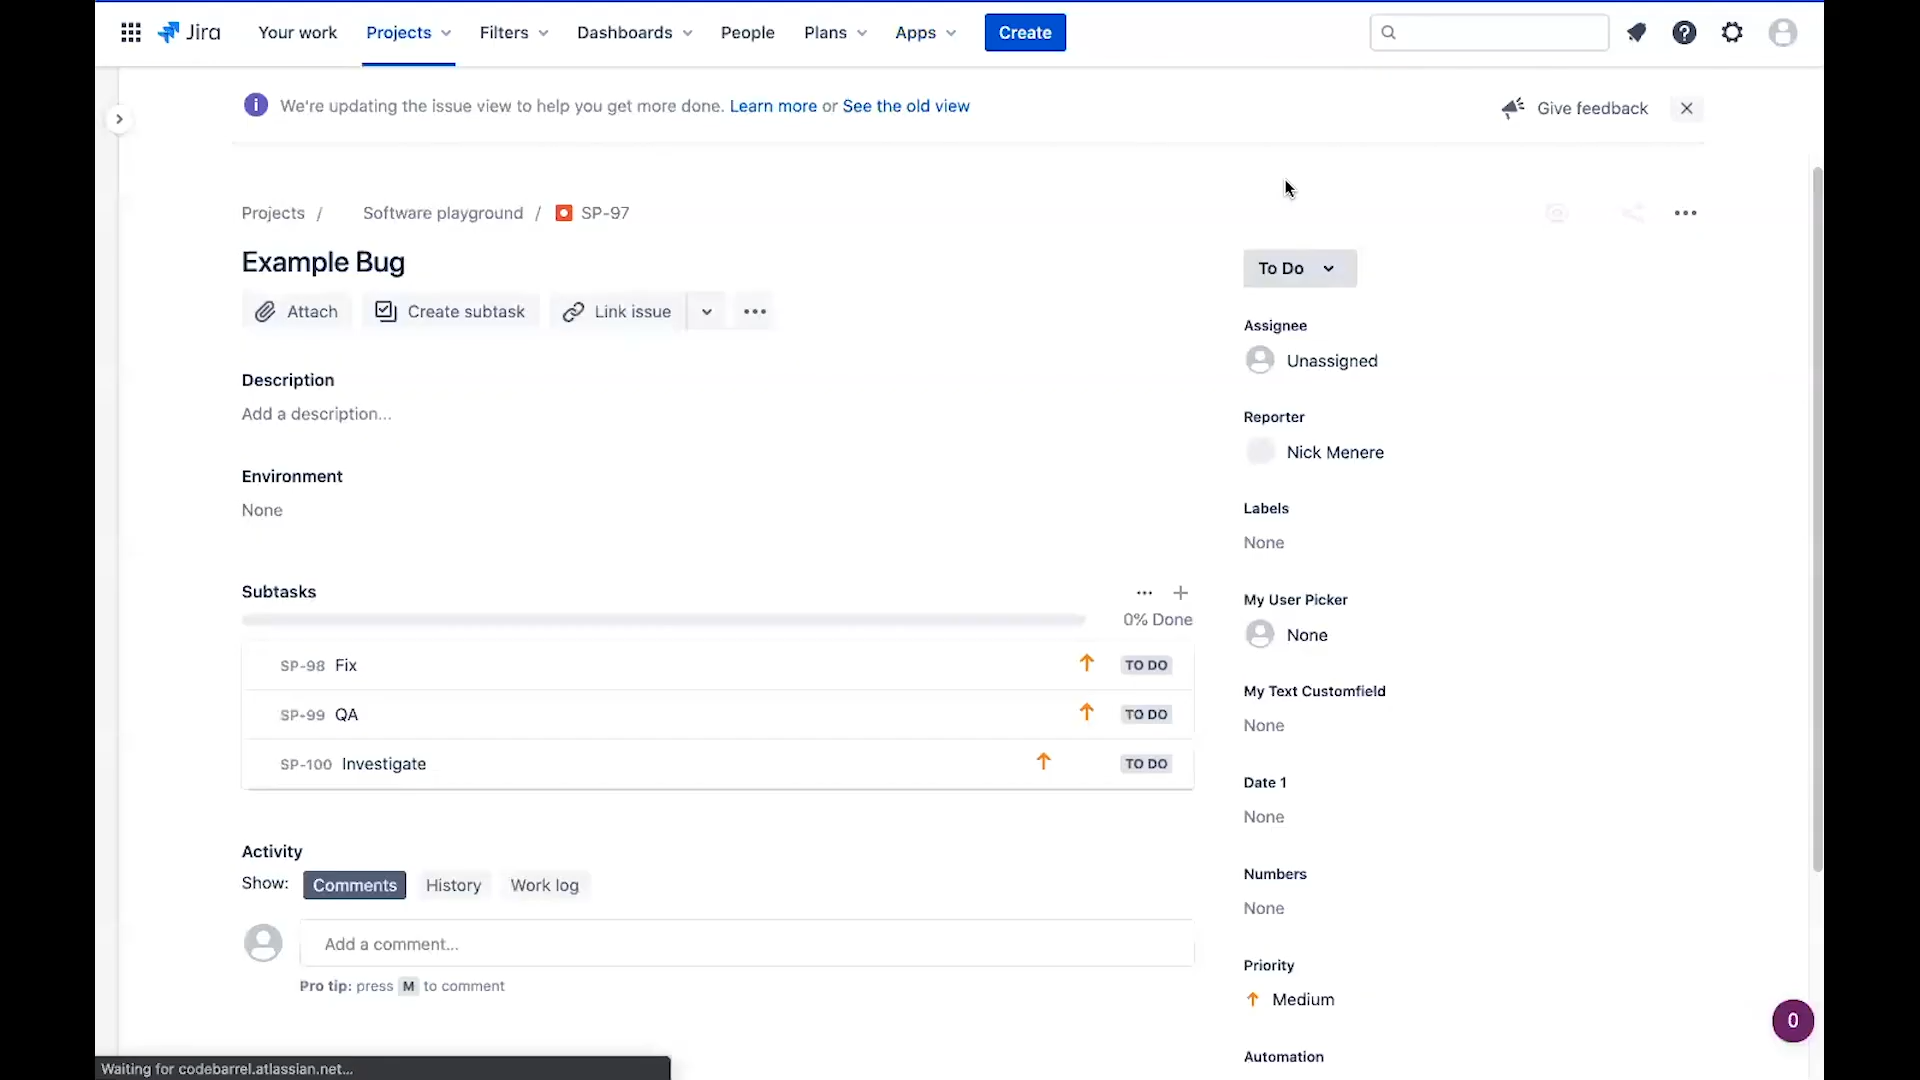 Jira Your work Projects Filters Dashboards People Plans Apps Create
We're updating the issue view to help you get more done. Learn more or See the old view Give feedback
Projects / Software playground / SP-97
Example Bug
To Do
Attach Create subtask Link issue
Assignee
Unassigned
Description
Add a description...
Reporter
Nick Menere
Environment
None
Labels
None
Subtasks
0% Done
My User Picker
None
SP-98 Fix TO DO
SP-99 QA TO DO
SP-100 Investigate TO DO
My Text Customfield
None
Date 1
None
Activity
Show: Comments History Work log
Numbers
None
Add a comment...
Pro tip: press M to comment
Priority
Medium
0
Automation
Waiting for codebarrel.atlassian.net...